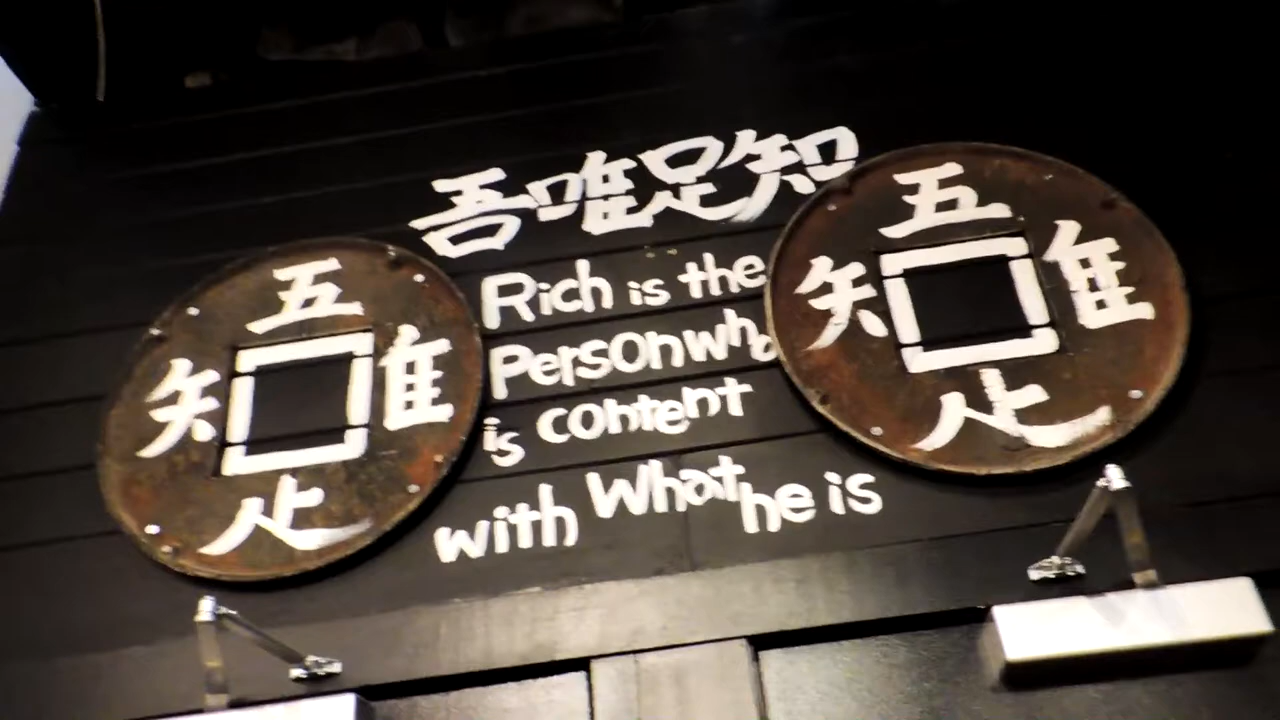 吾唯足知
Rich is the
Person who
is content
with What he is
五
知
隹
矢
五
隹
矢